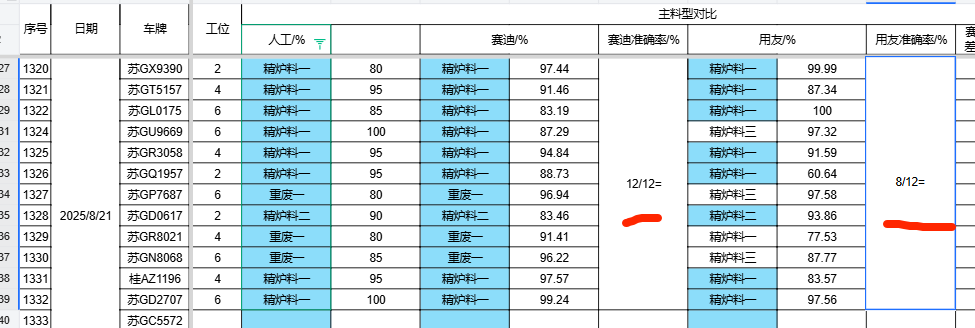 主料型对比
序号 日期 车牌 工位 人工/% 赛迪/% 赛迪准确率/% 用友/% 用友准确率/% 赛
差
27 1320 苏GX9390 2 精炉料一 80 精炉料一 97.44 精炉料一 99.99
28 1321 苏GT5157 4 精炉料一 95 精炉料一 91.46 精炉料一 87.34
29 1322 苏GL0175 6 精炉料一 85 精炉料一 83.19 精炉料一 100
31 1324 苏GU9669 6 精炉料一 100 精炉料一 87.29 精炉料三 97.32
32 1325 苏GR3058 4 精炉料一 95 精炉料一 94.84 精炉料一 91.59
33 1326 苏GQ1957 2 精炉料一 95 精炉料一 88.73 精炉料一 60.64
12/12= 8/12=
34 1327 苏GP7687 6 重废一 80 重废一 96.94 精炉料三 97.58
35 1328 2025/8/21 苏GD0617 2 精炉料二 90 精炉料二 83.46 精炉料二 93.86
36 1329 苏GR8021 4 重废一 80 重废一 91.41 精炉料一 77.53
37 1330 苏GN8068 6 重废一 85 重废一 96.22 精炉料三 87.77
38 1331 桂AZ1196 4 精炉料一 95 精炉料一 97.57 精炉料一 83.57
39 1332 苏GD2707 6 精炉料一 100 精炉料一 99.24 精炉料一 97.56
40 1333 苏GC5572